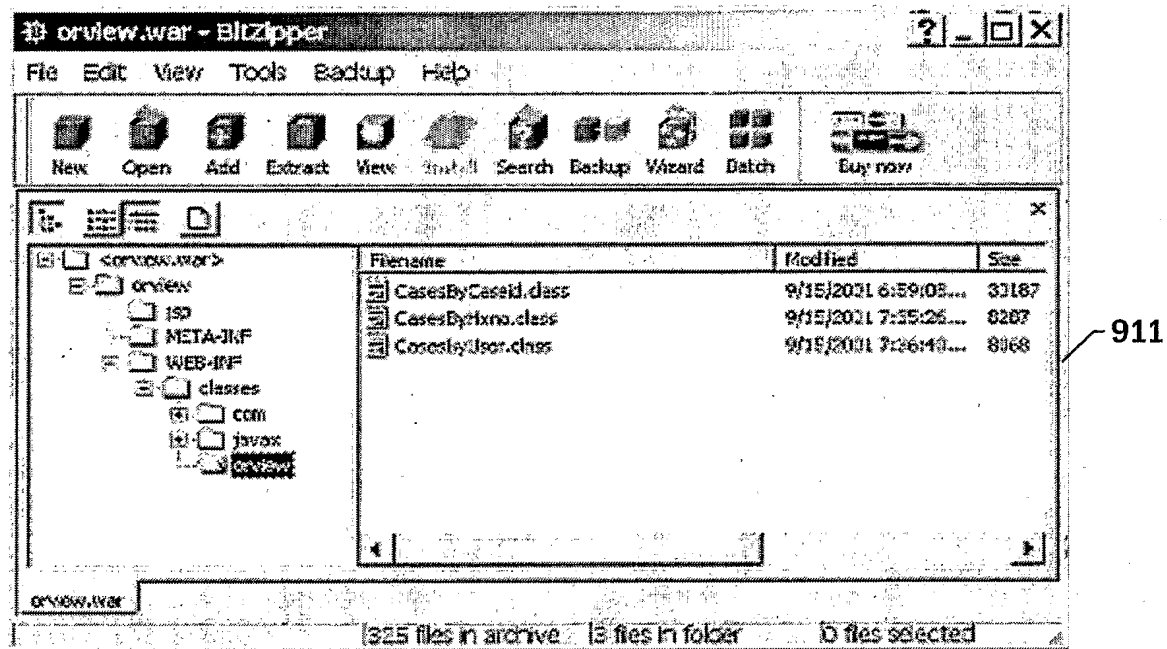 orview.war - BitZipper
File Edit View Tools Backup Help
New Open Add Extract View Install Search Backup Wizard Batch Buy now
<orview.war>
orview
jsp
META-INF
WEB-INF
classes
com
javax
orview
Filename Modified Size
CasesByCaseid.class 9/15/2001 6:59:03...
CasesByHxno.class 9/15/2001 7:35:26... 8287
CasesByUser.class 9/15/2001 7:36:40... 8068
911
orview.war
325 files in archive 3 files in folder 0 files selected